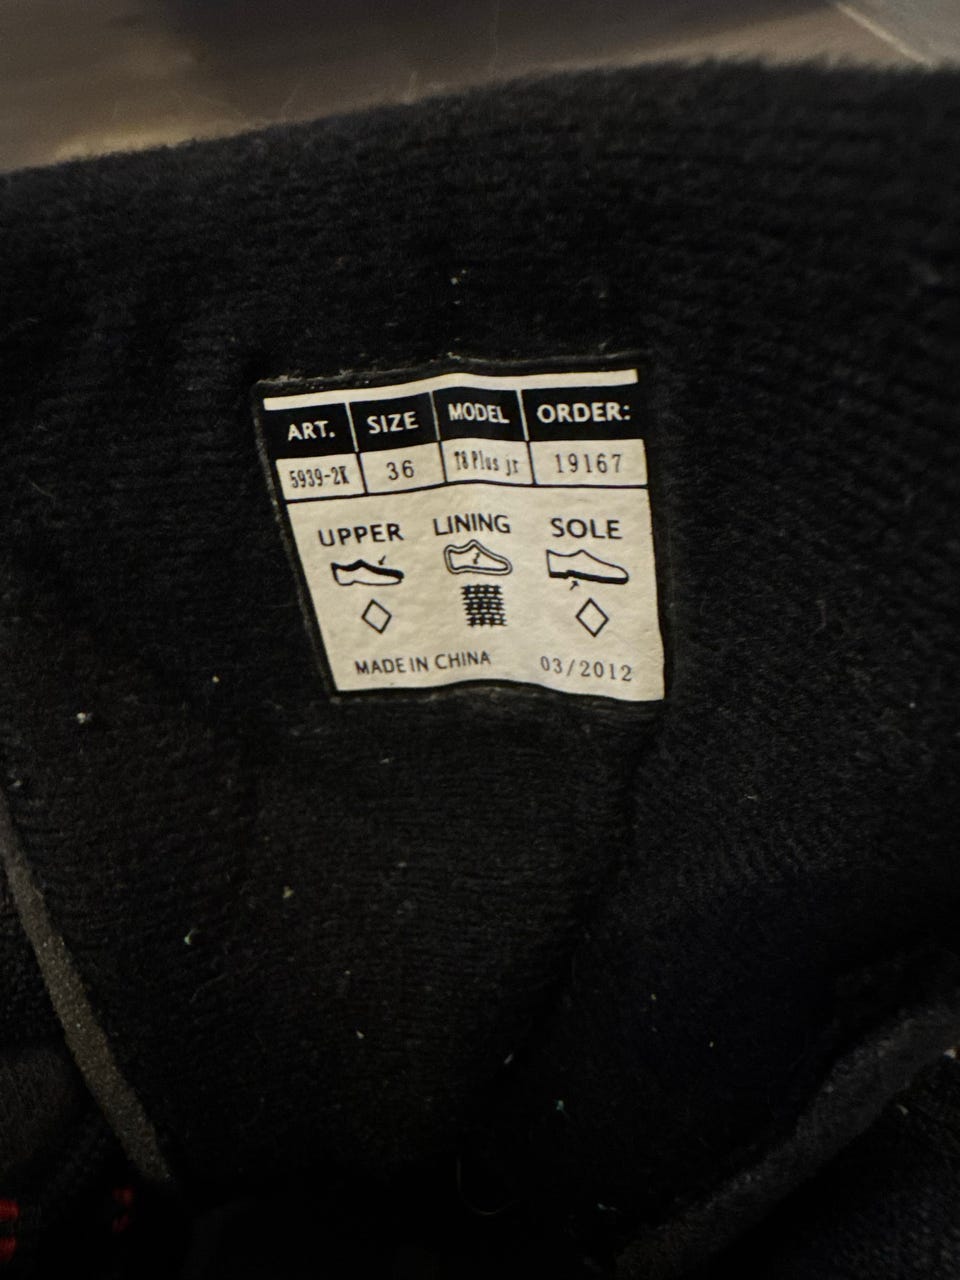 ART. SIZE MODEL ORDER:
5939-2K 36 T8 Plus jr 19167
UPPER LINING SOLE
MADE IN CHINA 03/2012